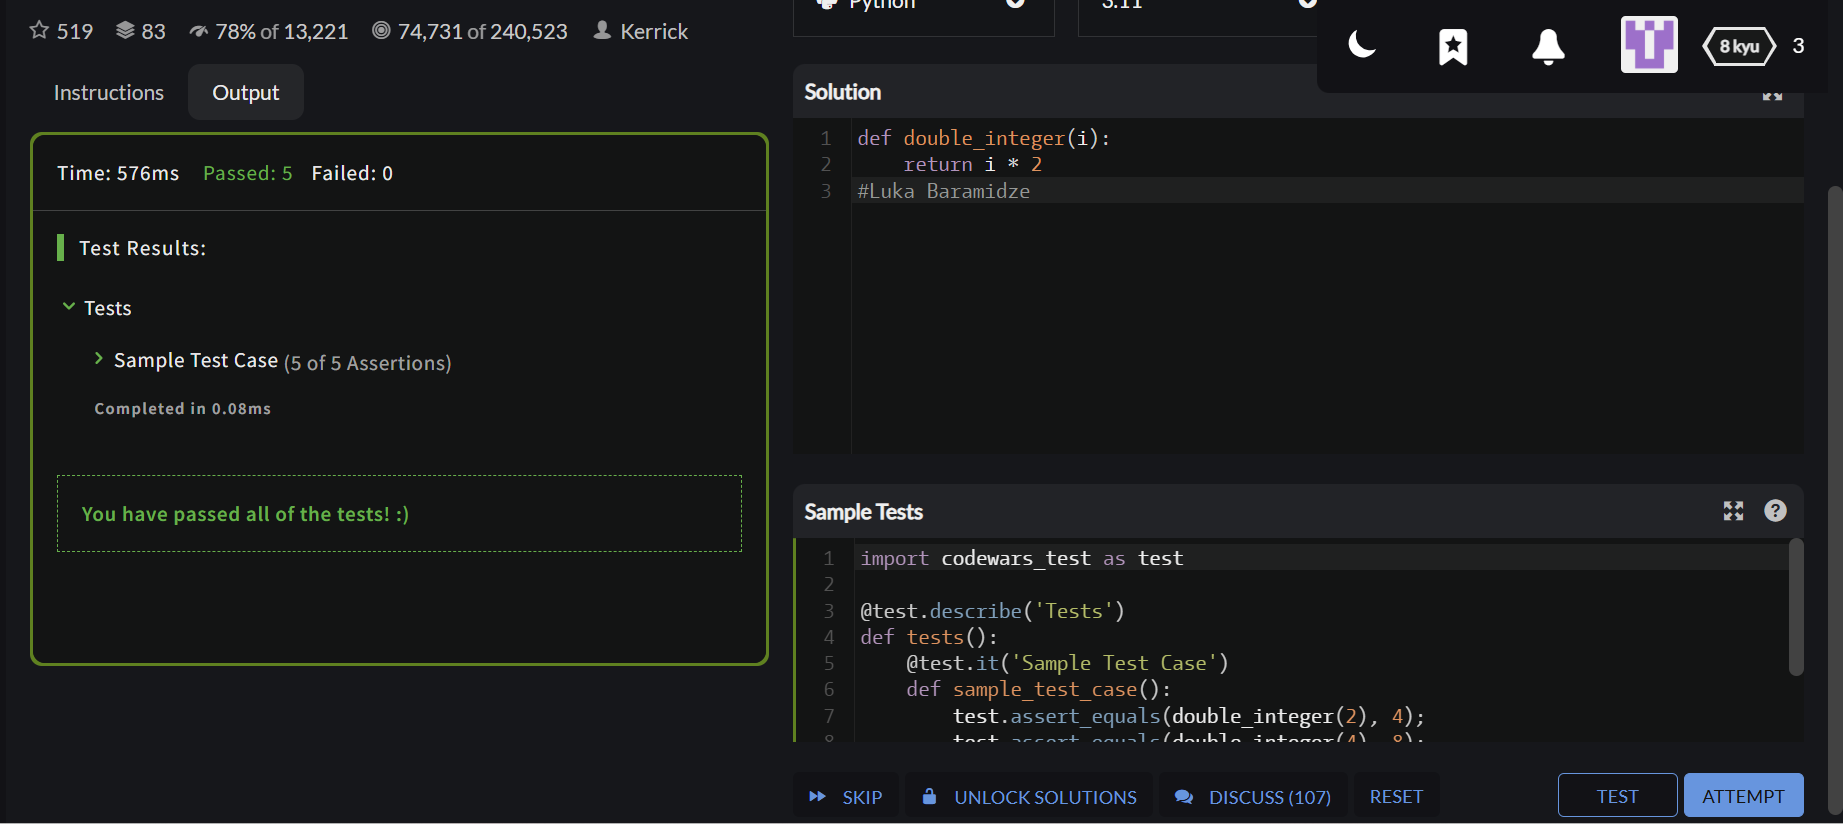 519 83 78% of 13,221 74,731 of 240,523 Kerrick
Instructions Output
Time: 576ms Passed: 5 Failed: 0
Test Results:
Tests
Sample Test Case (5 of 5 Assertions)
Completed in 0.08ms
You have passed all of the tests! :)
Python 3.11
8 kyu 3
Solution
1 def double_integer(i):
2 return i * 2
3 #Luka Baramidze
Sample Tests
1 import codewars_test as test
2
3 @test.describe('Tests')
4 def tests():
5 @test.it('Sample Test Case')
6 def sample_test_case():
7 test.assert_equals(double_integer(2), 4);
8 test.assert_equals(double_integer(4), 8);
SKIP UNLOCK SOLUTIONS DISCUSS (107) RESET TEST ATTEMPT